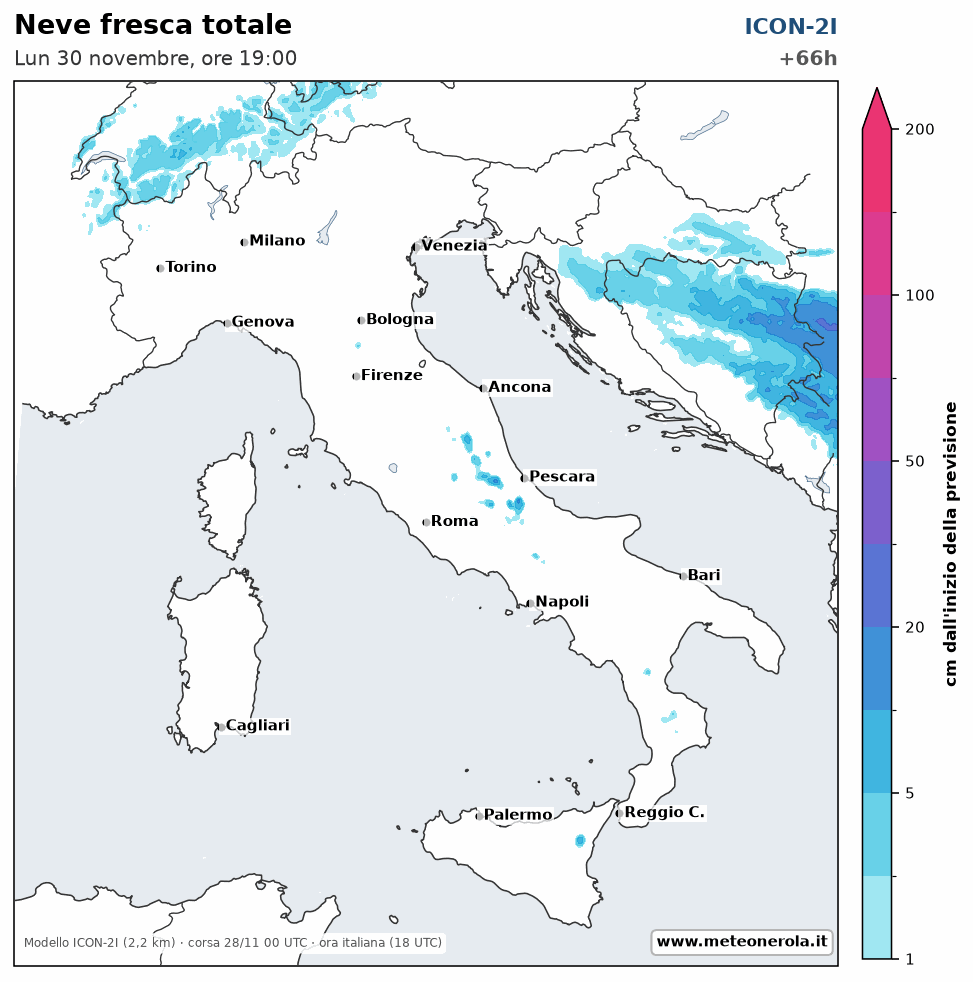 Neve fresca totale
ICON-2I
Lun 30 novembre, ore 19:00
+66h
200
100
50
20
5
1
cm dall'inizio della previsione
Milano
Venezia
Torino
Genova
Bologna
Firenze
Ancona
Pescara
Roma
Bari
Napoli
Cagliari
Palermo
Reggio C.
Modello ICON-2I (2,2 km) · corsa 28/11 00 UTC · ora italiana (18 UTC)
www.meteonerola.it